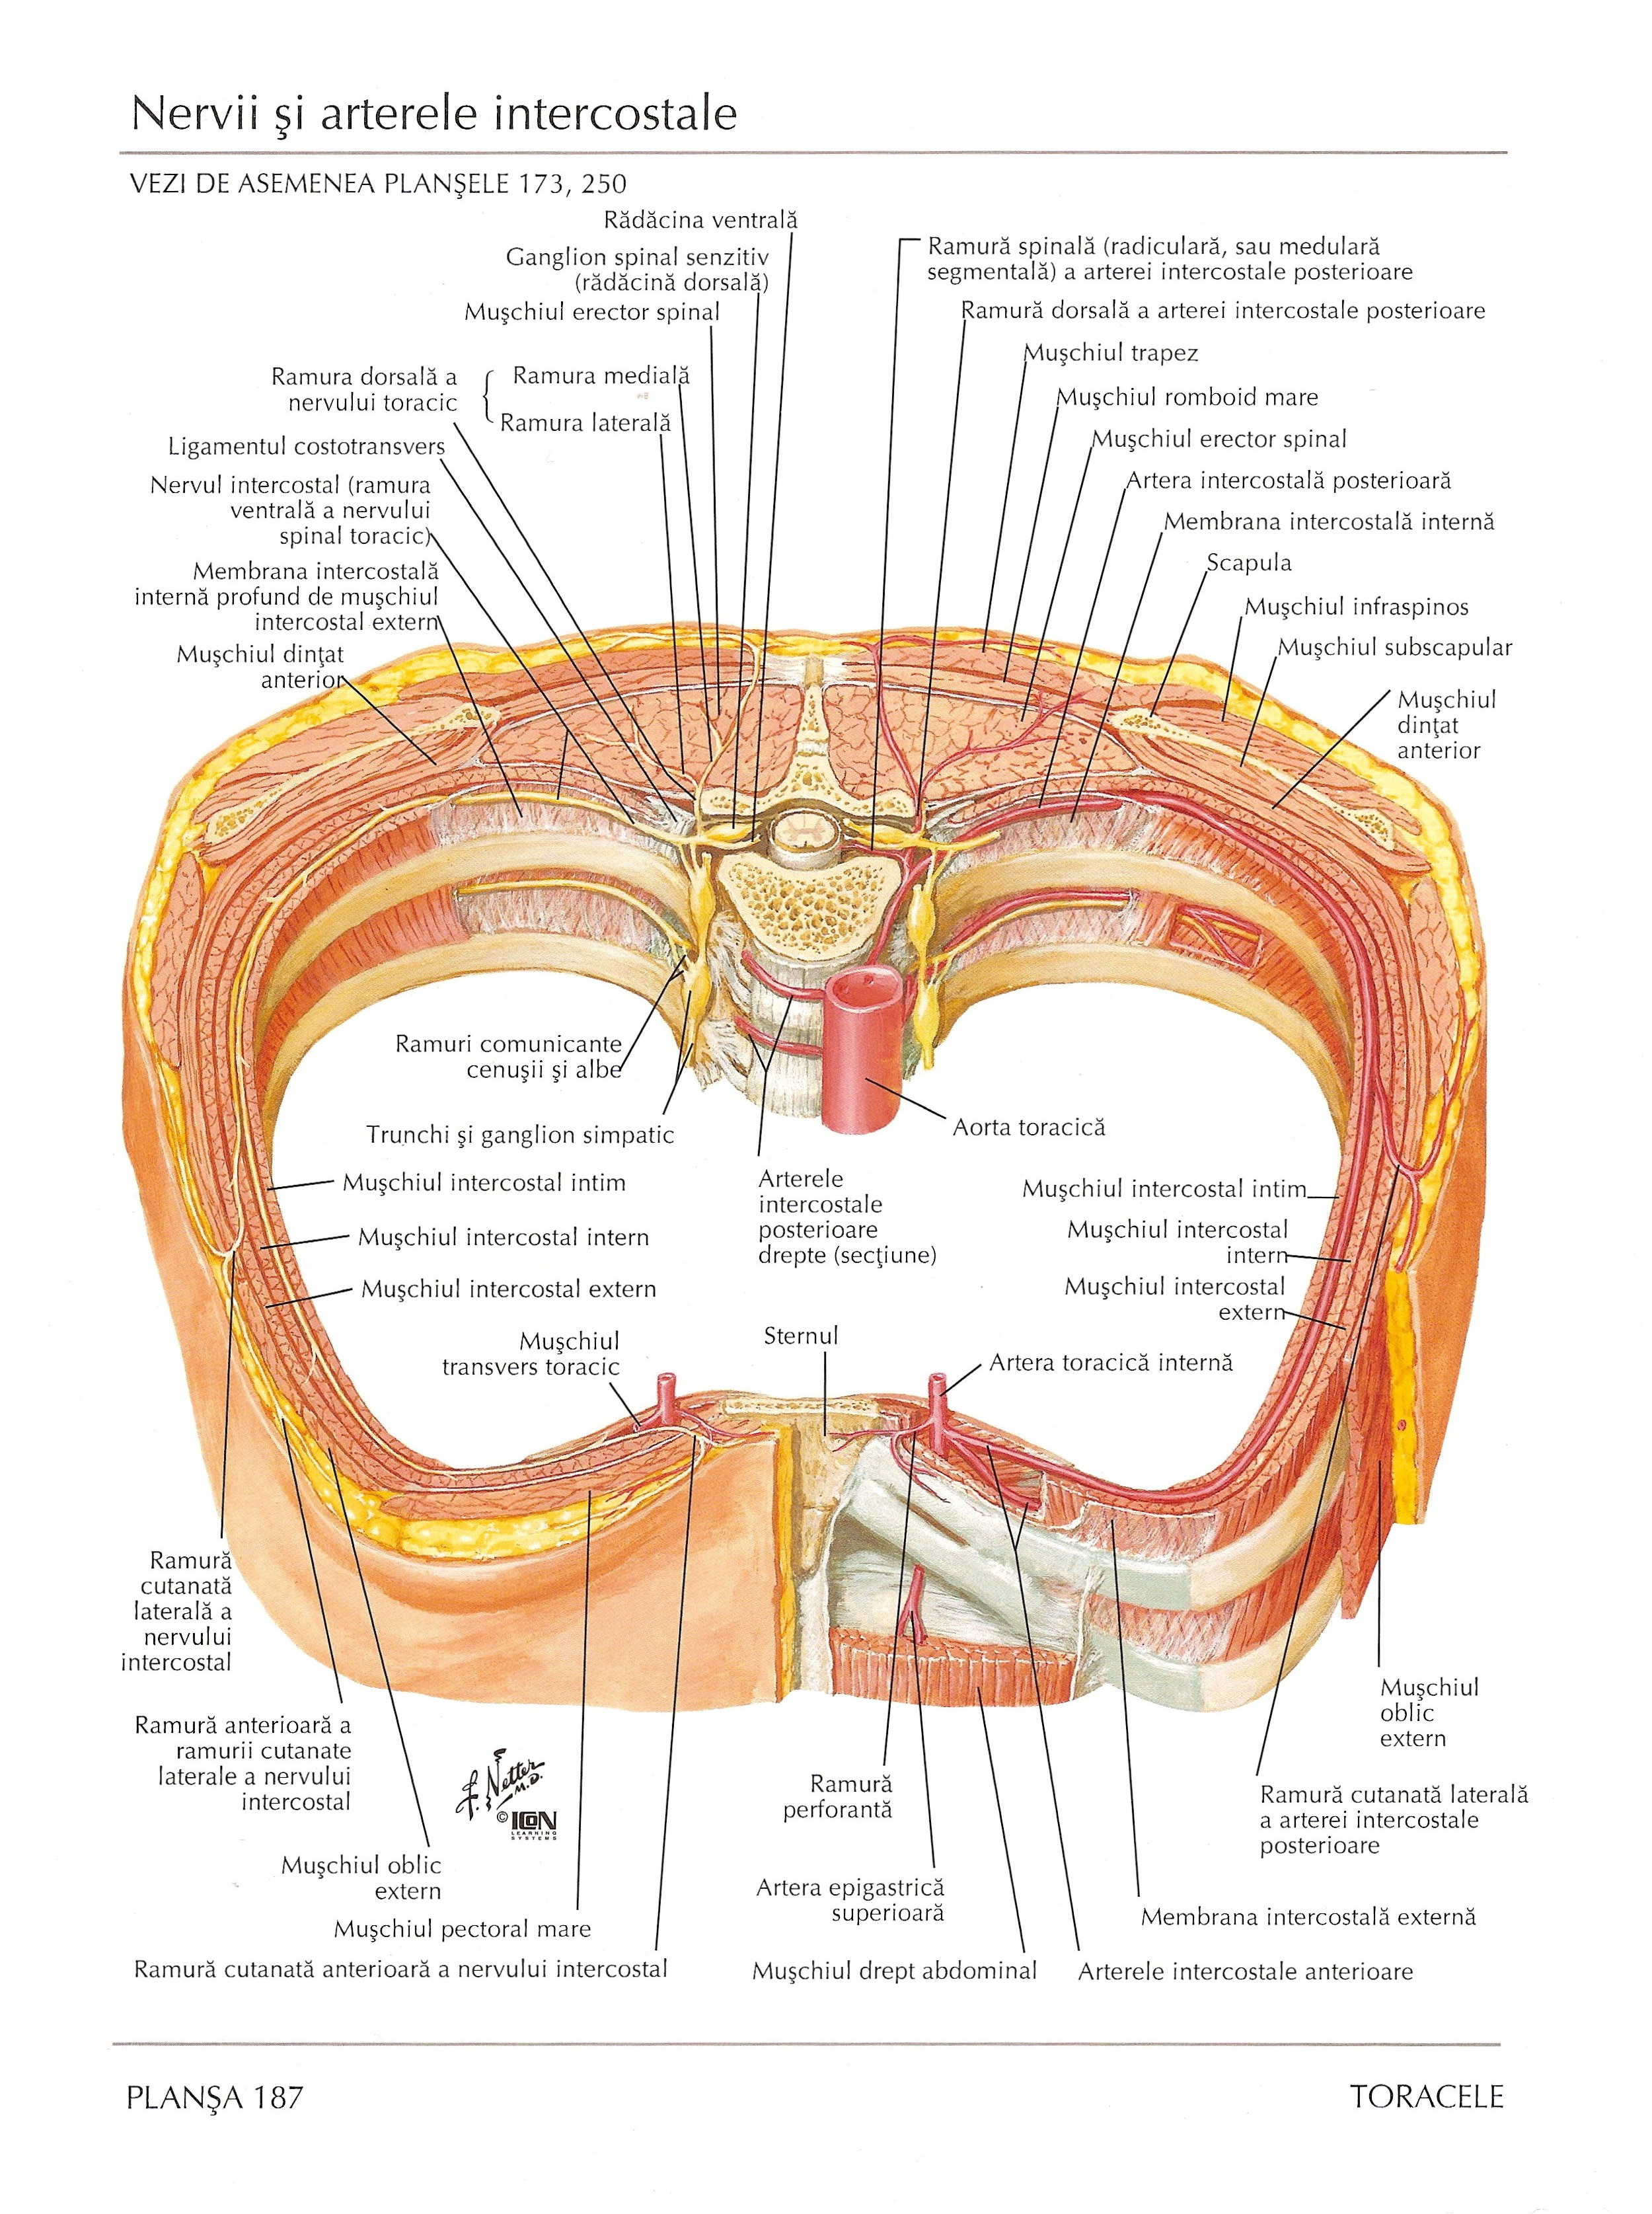 Nervii şi arterele intercostale
VEZI DE ASEMENEA PLANŞELE 173, 250
Rădăcina ventrală
Ganglion spinal senzitiv
(rădăcină dorsală)
Muşchiul erector spinal
Ramura dorsală a
nervului toracic
Ramura medială
Ramura laterală
Ligamentul costotransvers
Nervul intercostal (ramura
ventrală a nervului
spinal toracic)
Membrana intercostală
internă profund de muşchiul
intercostal extern
Muşchiul dinţat
anterior
Ramură spinală (radiculară, sau medulară
segmentală) a arterei intercostale posterioare
Ramură dorsală a arterei intercostale posterioare
Muşchiul trapez
Muşchiul romboid mare
Muşchiul erector spinal
Artera intercostală posterioară
Membrana intercostală internă
Scapula
Muşchiul infraspinos
Muşchiul subscapular
Muşchiul
dinţat
anterior
Ramuri comunicante
cenuşii şi albe
Trunchi şi ganglion simpatic
Muşchiul intercostal intim
Muşchiul intercostal intern
Muşchiul intercostal extern
Muşchiul
transvers toracic
Arterele
intercostale
posterioare
drepte (secţiune)
Sternul
Aorta toracică
Muşchiul intercostal intim
Muşchiul intercostal
intern
Muşchiul intercostal
extern
Artera toracică internă
Ramură
cutanată
laterală a
nervului
intercostal
Ramură anterioară a
ramurii cutanate
laterale a nervului
intercostal
Muşchiul oblic
extern
Muşchiul pectoral mare
Ramură cutanată anterioară a nervului intercostal
F. Netter
M.D.
© ICON
LEARNING
SYSTEMS
Ramură
perforantă
Artera epigastrică
superioară
Muşchiul drept abdominal
Muşchiul
oblic
extern
Ramură cutanată laterală
a arterei intercostale
posterioare
Membrana intercostală externă
Arterele intercostale anterioare
PLANŞA 187
TORACELE